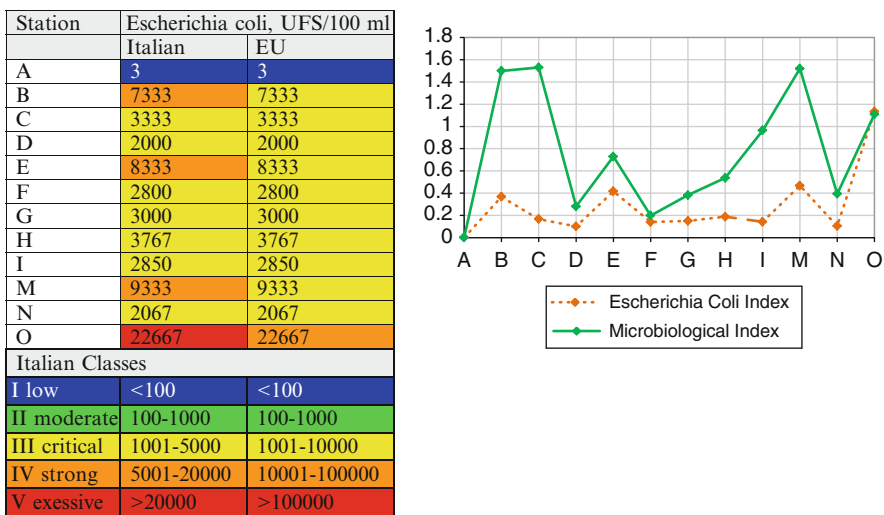 Station Escherichia coli, UFS/100 ml
Italian EU
A 3 3
B 7333 7333
C 3333 3333
D 2000 2000
E 8333 8333
F 2800 2800
G 3000 3000
H 3767 3767
I 2850 2850
M 9333 9333
N 2067 2067
O 22667 22667
Italian Classes
I low <100 <100
II moderate 100-1000 100-1000
III critical 1001-5000 1001-10000
IV strong 5001-20000 10001-100000
V exessive >20000 >100000
1.8
1.6
1.4
1.2
1
0.8
0.6
0.4
0.2
0
A B C D E F G H I M N O
Escherichia Coli Index
Microbiological Index